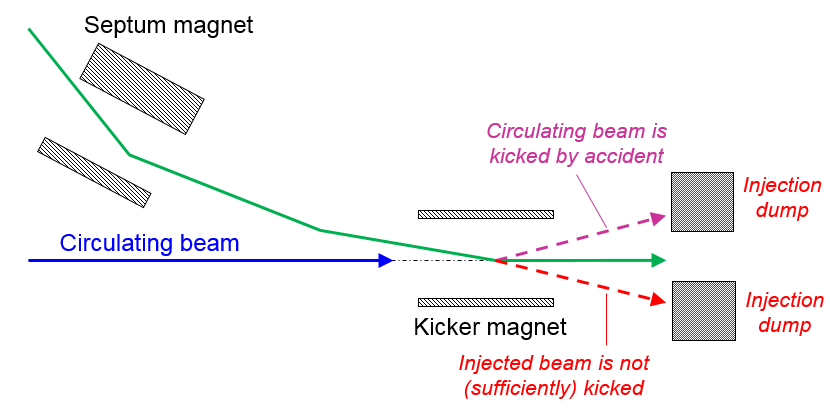 Septum magnet
Circulating beam is
kicked by accident
Injection
dump
Circulating beam
Injection
dump
Kicker magnet
Injected beam is not
(sufficiently) kicked